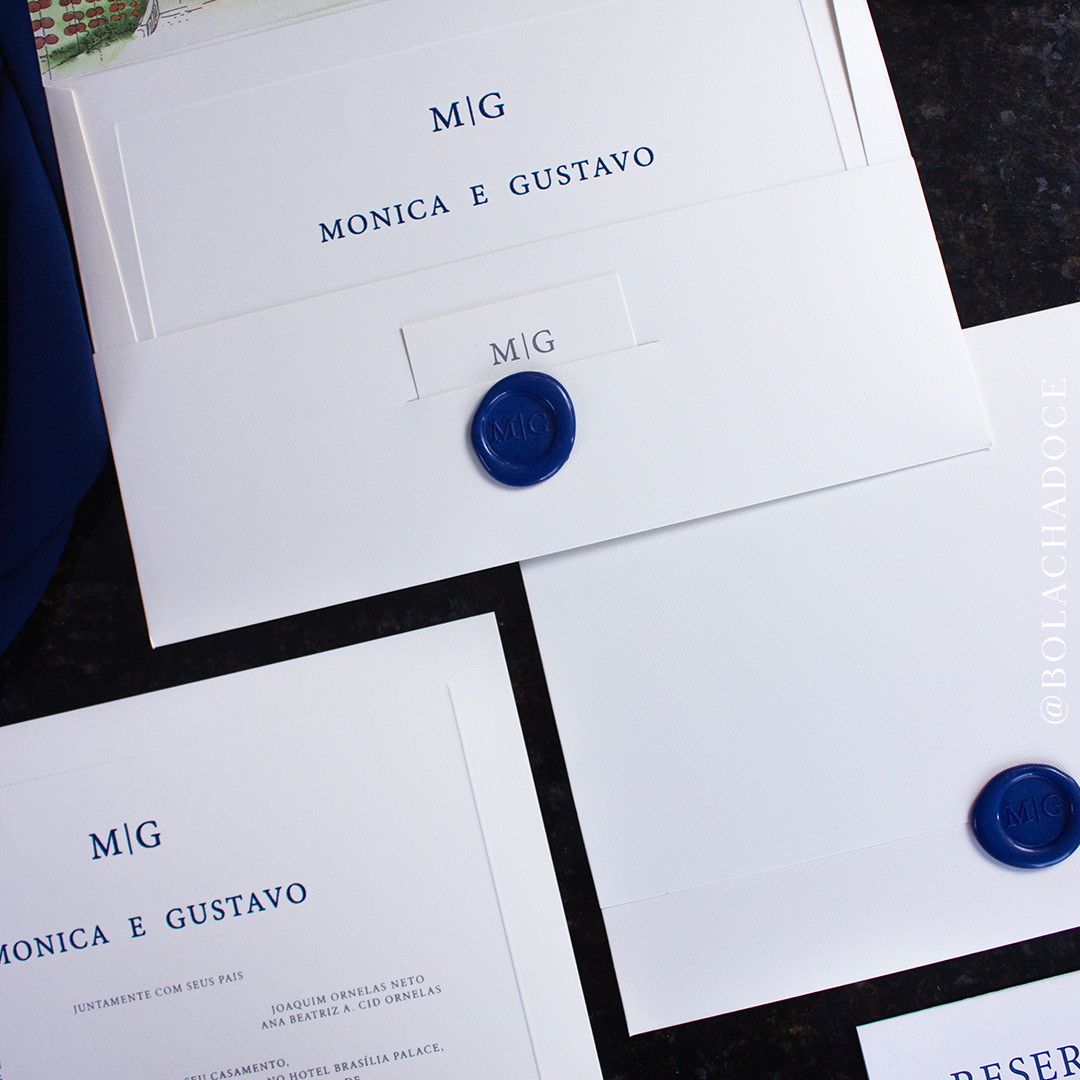 M|G
MONICA E GUSTAVO
M|G
M|G
@BOLACHADOCE
M|G
M|G
MONICA E GUSTAVO
JUNTAMENTE COM SEUS PAIS
JOAQUIM ORNELAS NETO
ANA BEATRIZ A. CID ORNELAS
CASAMENTO,
NO HOTEL BRASÍLIA PALACE,